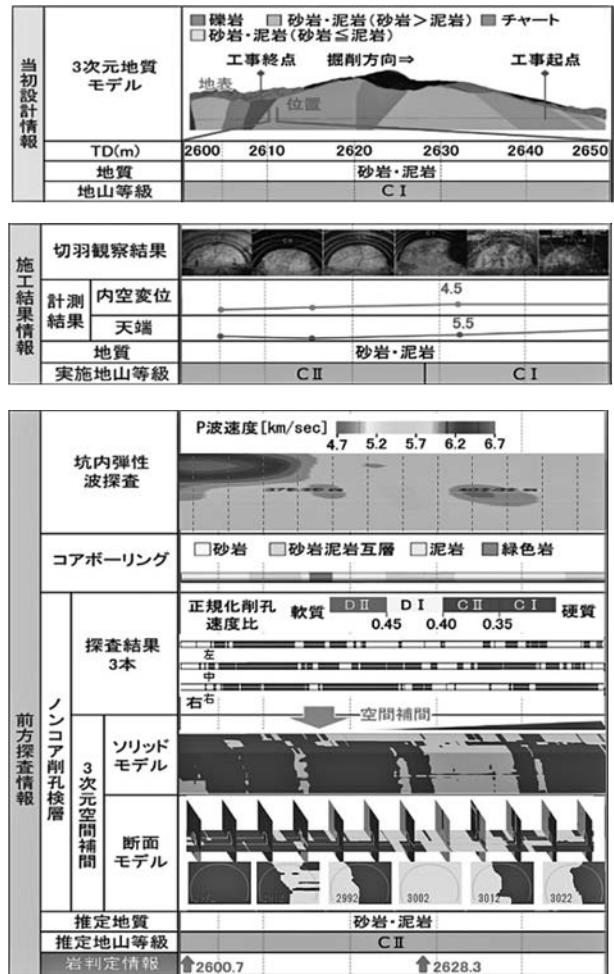 当初設計情報
3次元地質
モデル
礫岩 砂岩・泥岩(砂岩＞泥岩) チャート
砂岩・泥岩(砂岩≦泥岩)
工事終点 掘削方向⇒ 工事起点
地表
位置
TD(m) 2600 2610 2620 2630 2640 2650
地質 砂岩・泥岩
地山等級 CⅠ
施工結果情報
切羽観察結果
計測
結果
内空変位 4.5
天端 5.5
地質 砂岩・泥岩
実施地山等級 CⅡ CⅠ
前方探査情報
坑内弾性
波探査
P波速度[km/sec]
4.7 5.2 5.7 6.2 6.7
コアボーリング
砂岩 砂岩泥岩互層 泥岩 緑色岩
ノンコア削孔検層
探査結果
3本
正規化削孔
速度比
軟質 DⅡ DⅠ CⅡ CⅠ 硬質
0.45 0.40 0.35
左
中
右
右
空間補間
3次元空間補間
ソリッド
モデル
断面
モデル
2992 3002 3012 3022
推定地質 砂岩・泥岩
推定地山等級 CⅡ
岩判定情報 2600.7 2628.3